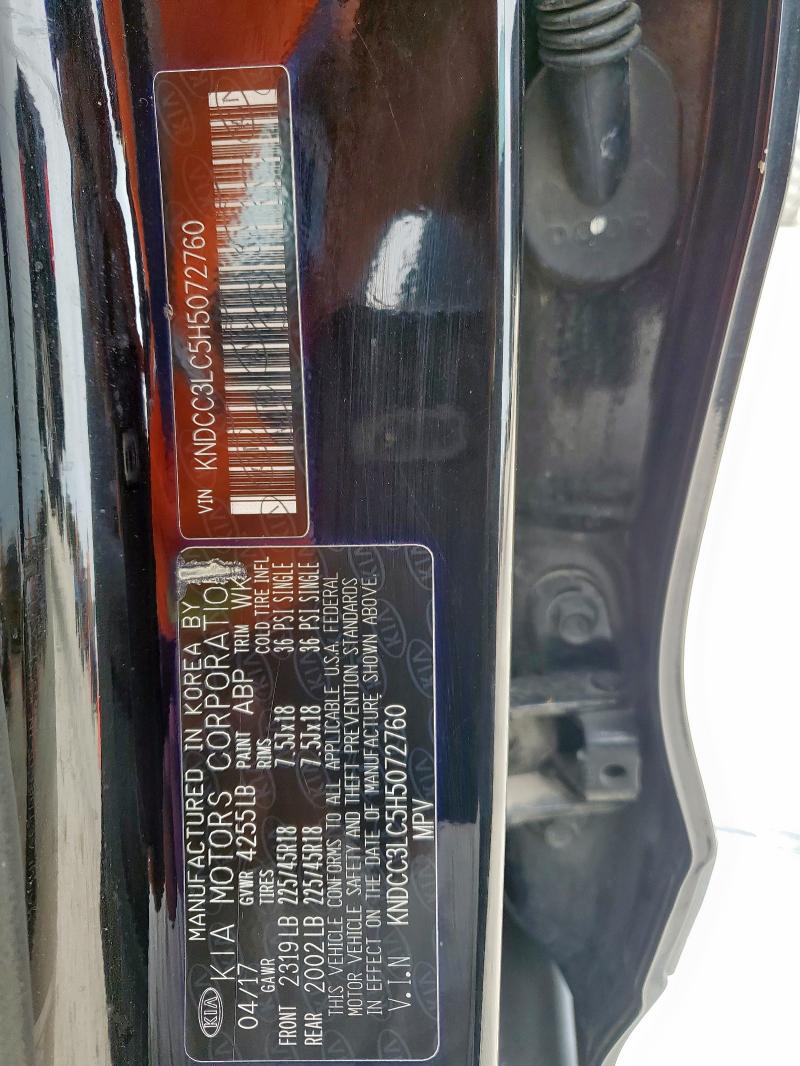 VIN KNDCC3LC5H5072760
MANUFACTURED IN KOREA BY
KIA KIA MOTORS CORPORATION
04/17 GVWR 4255LB PAINT ABP TRIM WK
GAWR TIRES RIMS COLD TIRE INFL
FRONT 2319LB 225/45R18 7.5Jx18 36 PSI SINGLE
REAR 2002LB 225/45R18 7.5Jx18 36 PSI SINGLE
THIS VEHICLE CONFORMS TO ALL APPLICABLE U.S.A. FEDERAL
MOTOR VEHICLE SAFETY AND THEFT PREVENTION STANDARDS
IN EFFECT ON THE DATE OF MANUFACTURE SHOWN ABOVE.
V.I.N KNDCC3LC5H5072760
MPV